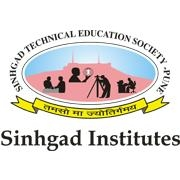 SINHGAD TECHNICAL EDUCATION SOCIETY - PUNE
तमसो मा ज्योतिर्गमय
Sinhgad Institutes